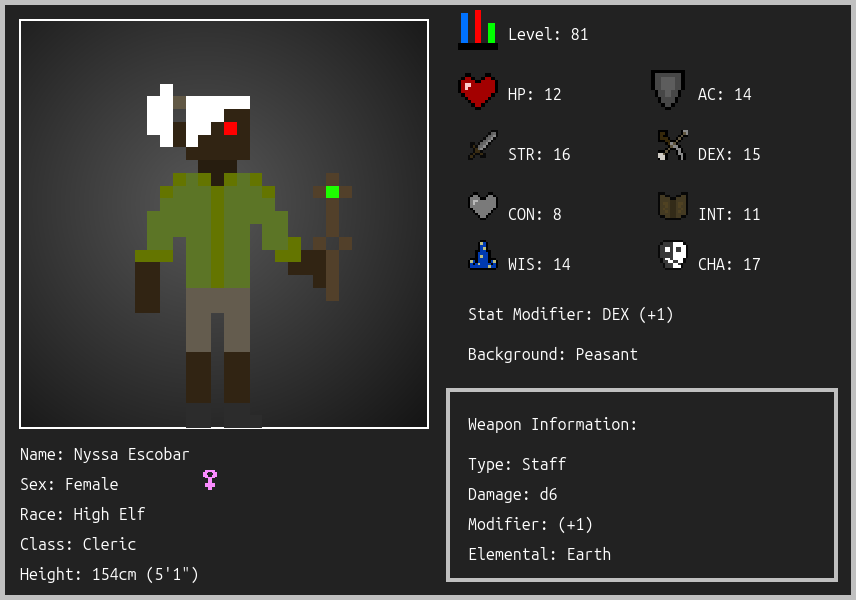 Level: 81
HP: 12
AC: 14
STR: 16
DEX: 15
CON: 8
INT: 11
WIS: 14
CHA: 17
Stat Modifier: DEX (+1)
Background: Peasant
Weapon Information:
Type: Staff
Damage: d6
Modifier: (+1)
Elemental: Earth
Name: Nyssa Escobar
Sex: Female
Race: High Elf
Class: Cleric
Height: 154cm (5'1")